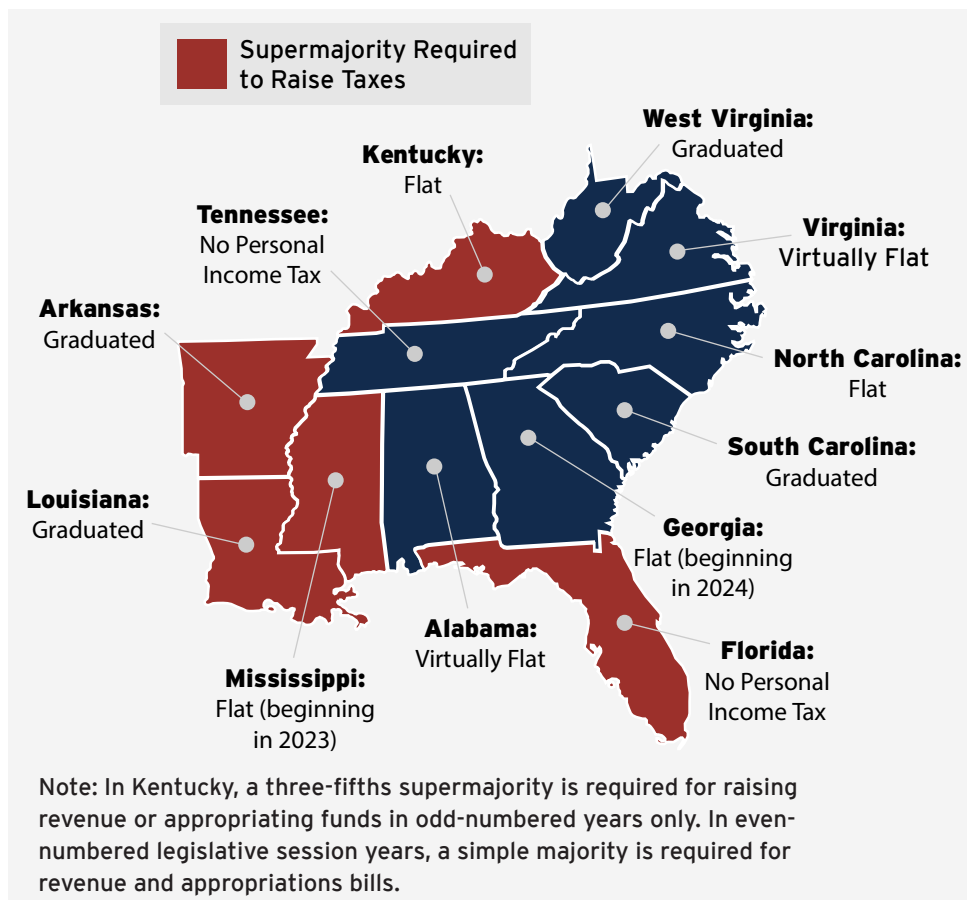 Supermajority Required
to Raise Taxes
West Virginia:
Graduated
Kentucky:
Flat
Tennessee:
No Personal
Income Tax
Virginia:
Virtually Flat
Arkansas:
Graduated
North Carolina:
Flat
South Carolina:
Graduated
Louisiana:
Graduated
Georgia:
Flat (beginning
in 2024)
Alabama:
Virtually Flat
Florida:
No Personal
Income Tax
Mississippi:
Flat (beginning
in 2023)
Note: In Kentucky, a three-fifths supermajority is required for raising
revenue or appropriating funds in odd-numbered years only. In even-
numbered legislative session years, a simple majority is required for
revenue and appropriations bills.